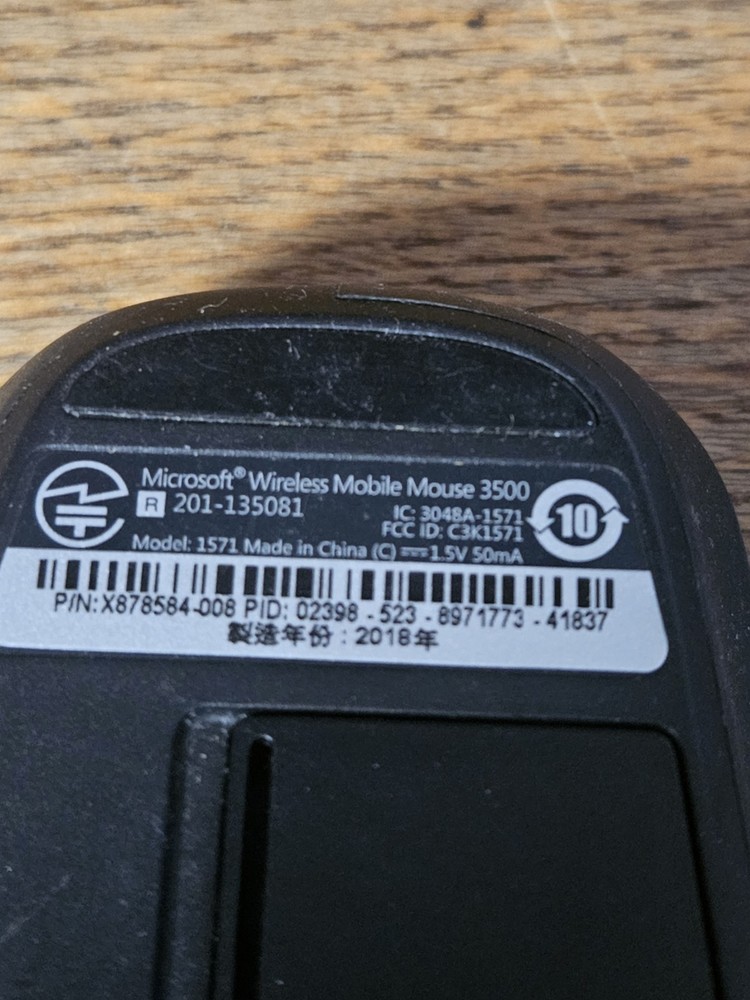 Microsoft® Wireless Mobile Mouse 3500
R 201-135081
IC: 3048A-1571
FCC ID: C3K1571
10
Model: 1571 Made in China (C) ⎓1.5V 50mA
P/N:X878584-008 PID: 02398 - 523 - 8971773 - 41837
製造年份：2018年